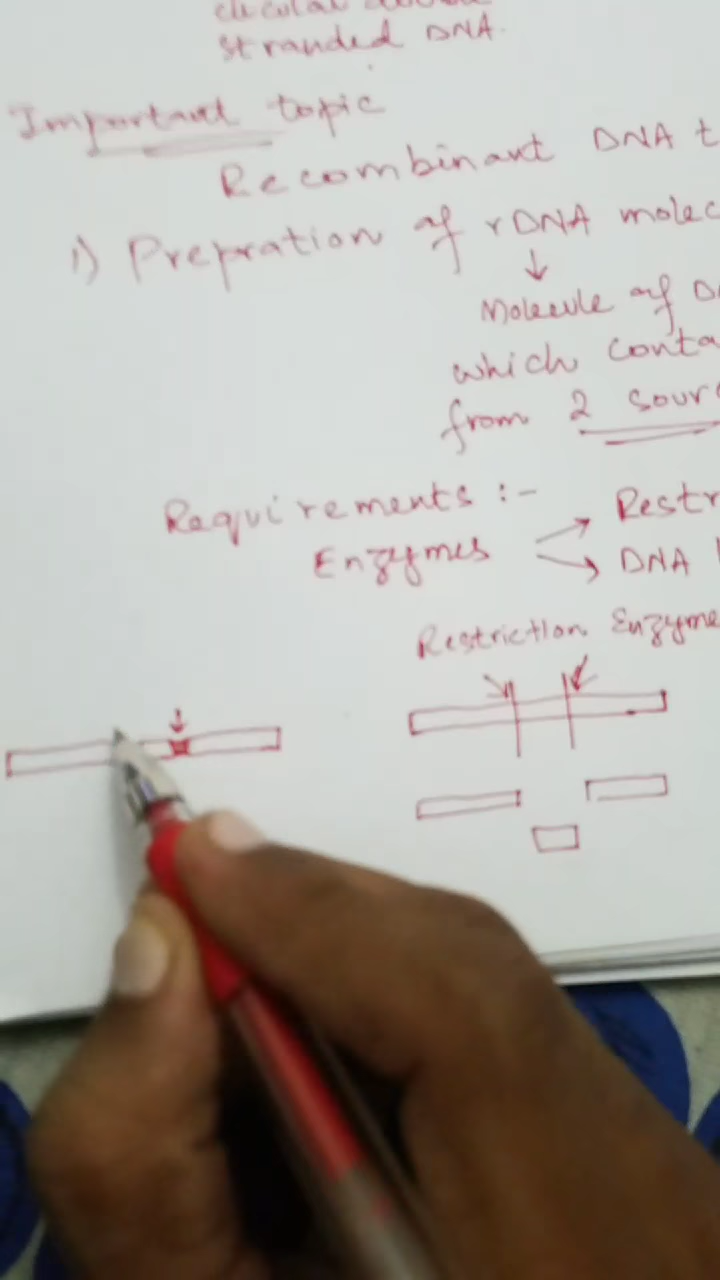 stranded DNA.
Important topic
Recombinant DNA t
1) Prepration of rDNA molec
↓
Molecule of D
which conta
from 2 sour
Requirements :-
Enzymes → Restr
→ DNA
Restriction Enzyme